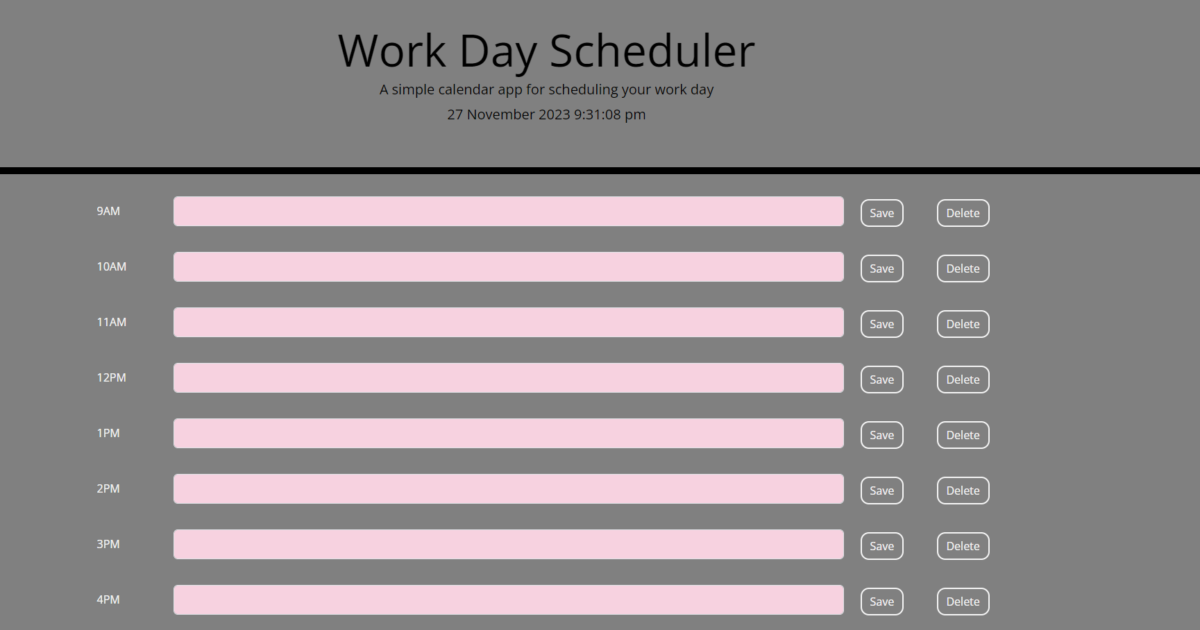 Work Day Scheduler
A simple calendar app for scheduling your work day
27 November 2023 9:31:08 pm
9AM Save Delete
10AM Save Delete
11AM Save Delete
12PM Save Delete
1PM Save Delete
2PM Save Delete
3PM Save Delete
4PM Save Delete